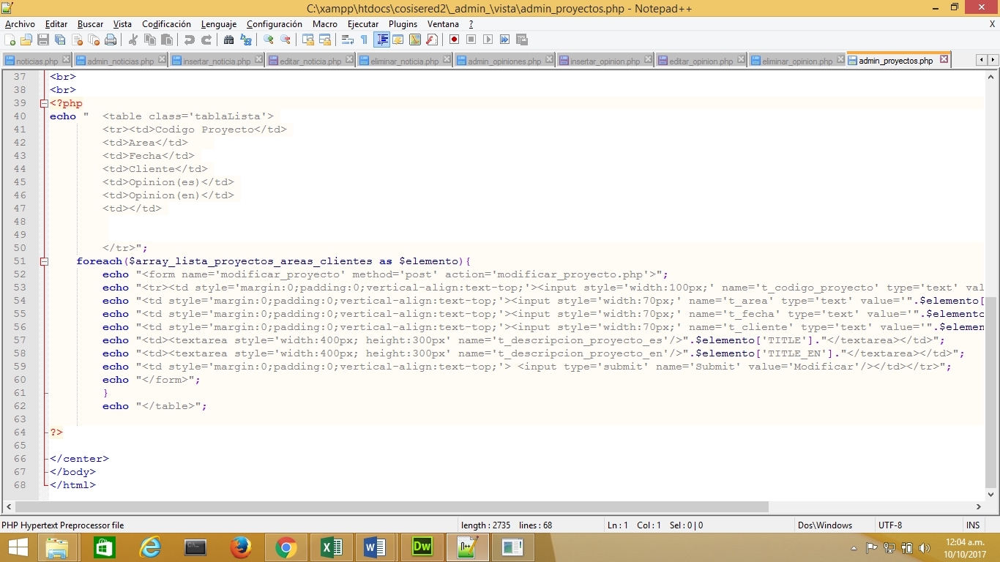 C:\xampp\htdocs\cosisered2\_admin_\vista\admin_proyectos.php - Notepad++
Archivo Editar Buscar Vista Codificación Lenguaje Configuración Macro Ejecutar Plugins Ventana ? X
noticias.php admin_noticias.php insertar_noticia.php editar_noticia.php eliminar_noticia.php admin_opiniones.php insertar_opinion.php editar_opinion.php eliminar_opinion.php admin_proyectos.php
37 <br>
38 <br>
39 <?php
40 echo " <table class='tablaLista'>
41 <tr><td>Codigo Proyecto</td>
42 <td>Area</td>
43 <td>Fecha</td>
44 <td>Cliente</td>
45 <td>Opinion(es)</td>
46 <td>Opinion(en)</td>
47 <td></td>
48
49
50 </tr>";
51 foreach($array_lista_proyectos_areas_clientes as $elemento){
52 echo "<form name='modificar_proyecto' method='post' action='modificar_proyecto.php'>";
53 echo "<tr><td style='margin:0;padding:0;vertical-align:text-top;'><input style='width:100px;' name='t_codigo_proyecto' type='text' val
54 echo "<td style='margin:0;padding:0;vertical-align:text-top;'><input style='width:70px;' name='t_area' type='text' value='".$elemento[
55 echo "<td style='margin:0;padding:0;vertical-align:text-top;'><input style='width:70px;' name='t_fecha' type='text' value='".$elemento
56 echo "<td style='margin:0;padding:0;vertical-align:text-top;'><input style='width:70px;' name='t_cliente' type='text' value='".$elemen
57 echo "<td><textarea style='width:400px; height:300px' name='t_descripcion_proyecto_es'/>".$elemento['TITLE']."</textarea></td>";
58 echo "<td><textarea style='width:400px; height:300px' name='t_descripcion_proyecto_en'/>".$elemento['TITLE_EN']."</textarea></td>";
59 echo "<td style='margin:0;padding:0;vertical-align:text-top;'> <input type='submit' name='Submit' value='Modificar'/></td></tr>";
60 echo "</form>";
61 }
62 echo "</table>";
63
64 ?>
65
66 </center>
67 </body>
68 </html>
PHP Hypertext Preprocessor file length : 2735 lines : 68 Ln : 1 Col : 1 Sel : 0 | 0 Dos\Windows UTF-8 INS
12:04 a.m.
10/10/2017